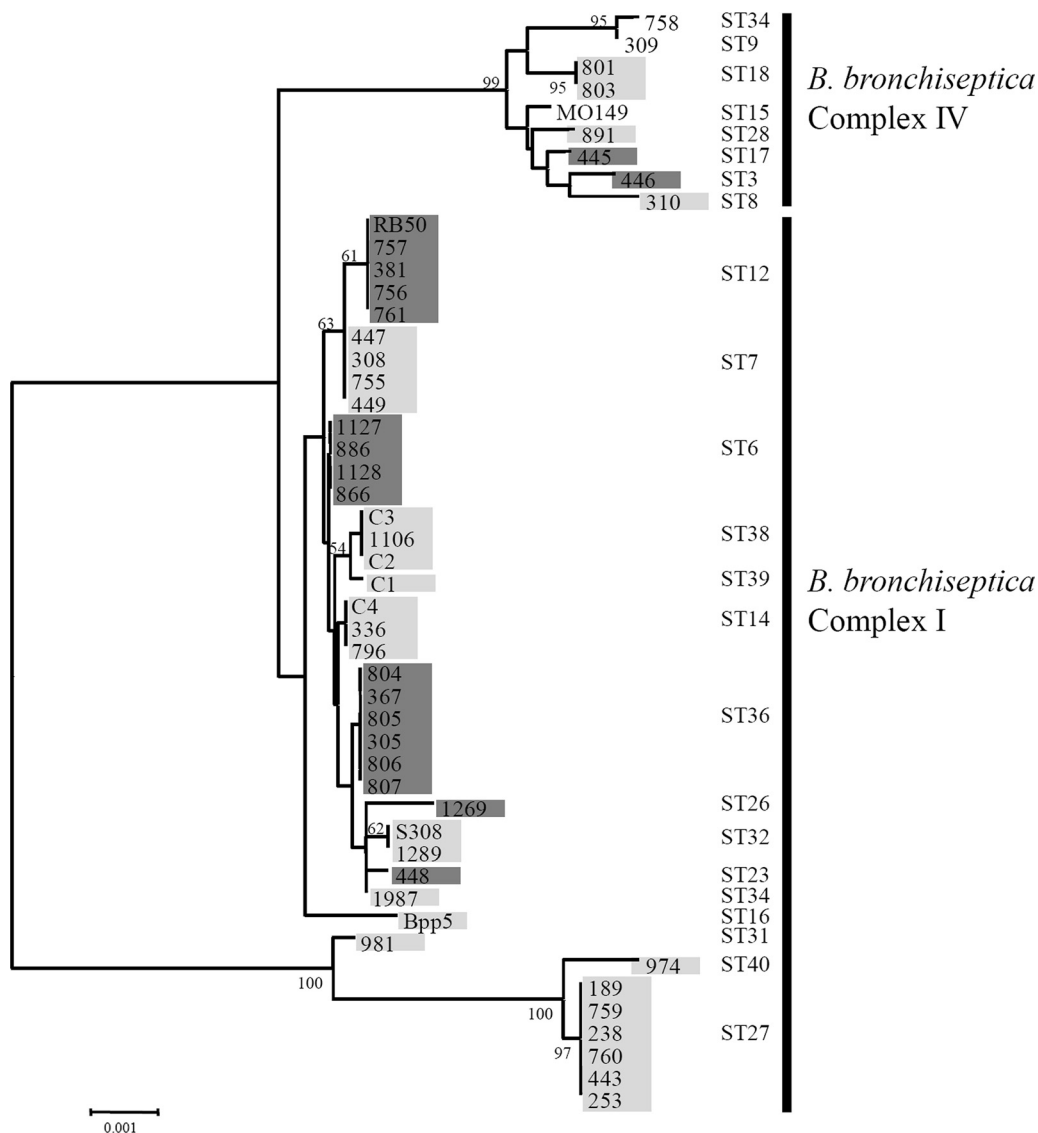 95 758 ST34
309 ST9
801 ST18
95 803
99
MO149 ST15
891 ST28
445 ST17
446 ST3
310 ST8
B. bronchiseptica
Complex IV
RB50
757
61 381 ST12
756
761
63
447
308 ST7
755
449
1127
886 ST6
1128
866
C3
1106 ST38
54 C2
C1 ST39
C4
336 ST14
796
B. bronchiseptica
Complex I
804
367
805 ST36
305
806
807
1269 ST26
62 S308 ST32
1289
448 ST23
1987 ST34
Bpp5 ST16
981 ST31
100
974 ST40
100
189
759
238 ST27
97 760
443
253
0.001